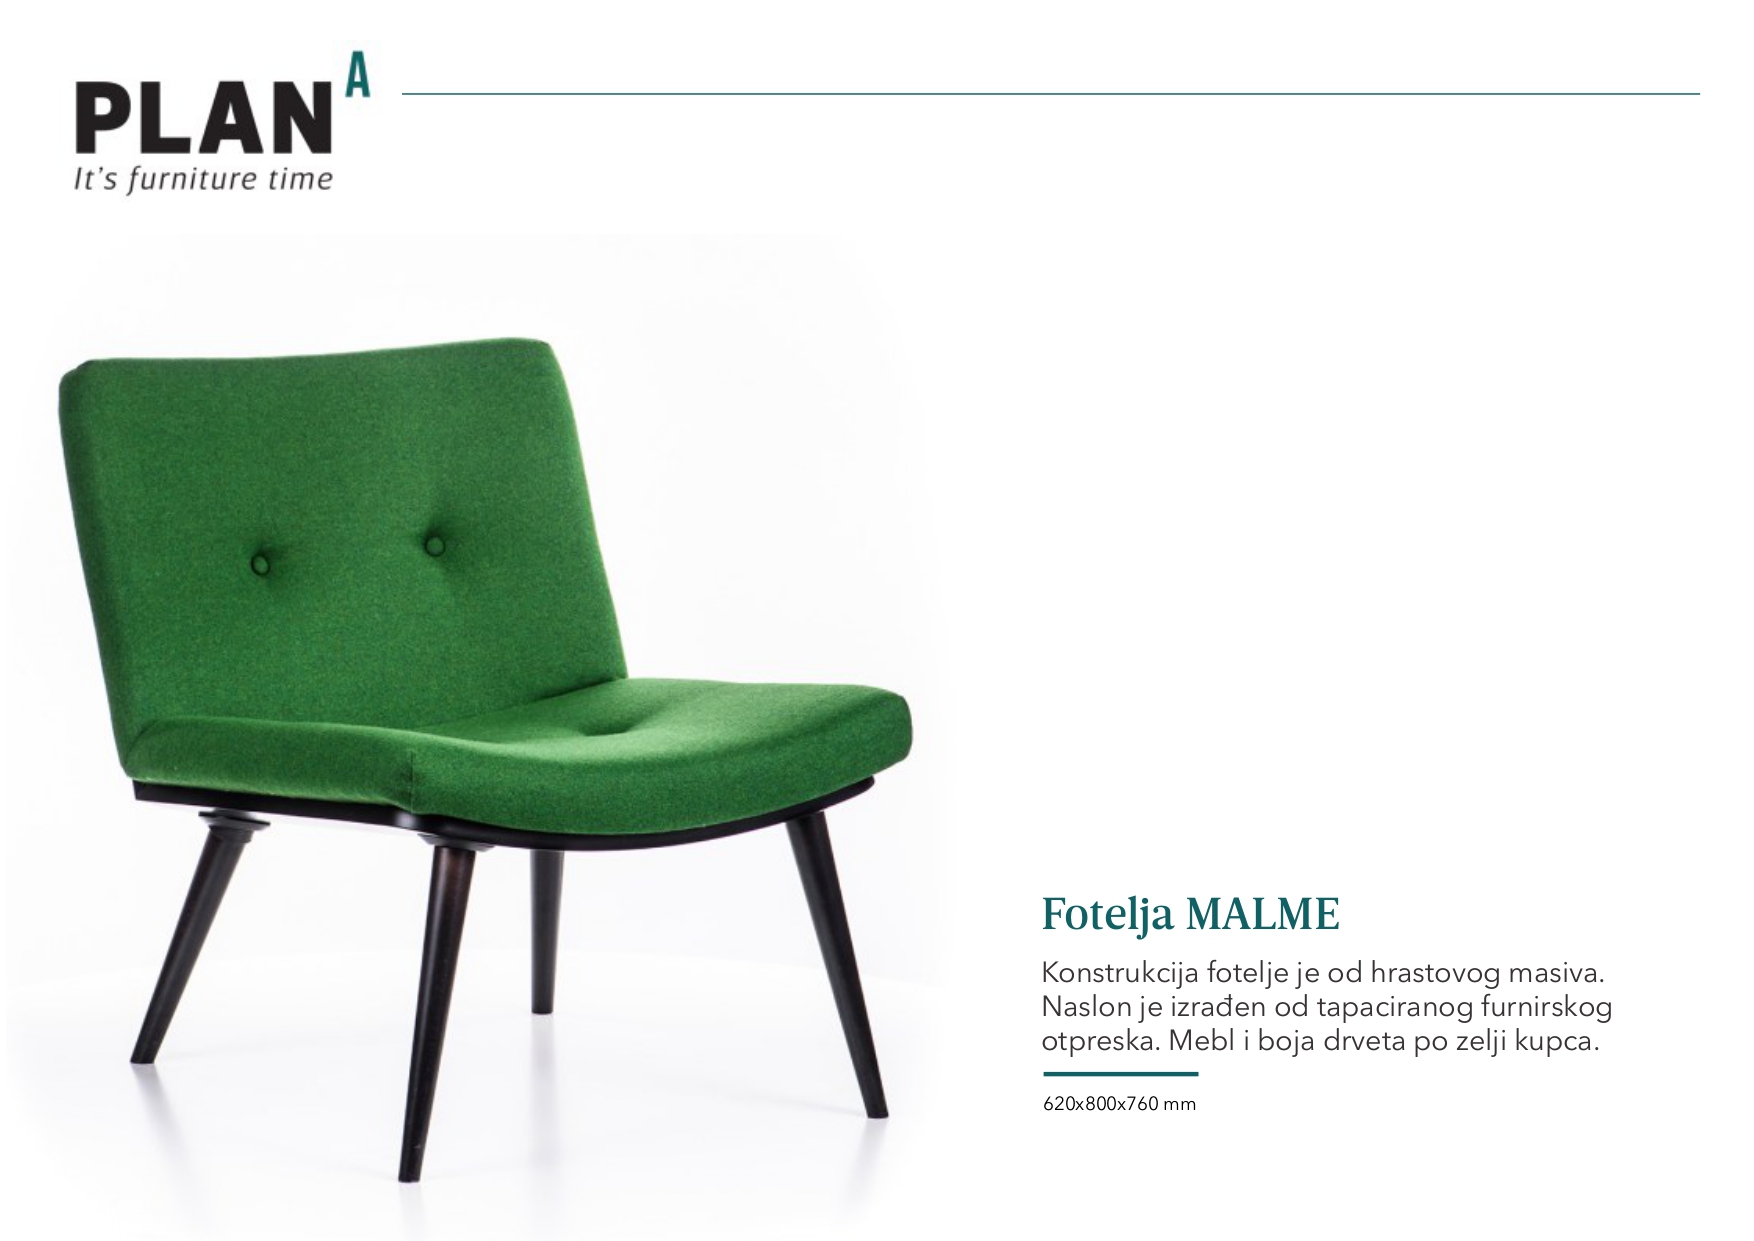 PLAN A
It's furniture time
Fotelja MALME
Konstrukcija fotelje je od hrastovog masiva.
Naslon je izrađen od tapaciranog furnirskog
otpreska. Mebl i boja drveta po zelji kupca.
620x800x760 mm